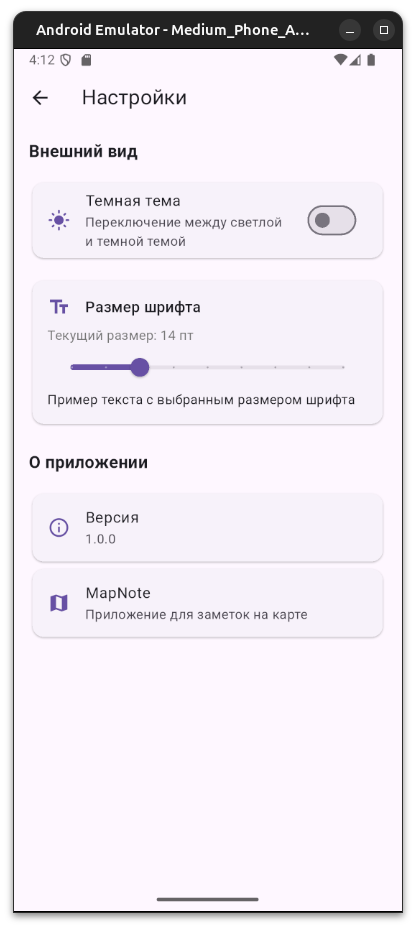 Android Emulator - Medium_Phone_A...
4:12
Настройки
Внешний вид
Темная тема
Переключение между светлой
и темной темой
Размер шрифта
Текущий размер: 14 пт
Пример текста с выбранным размером шрифта
О приложении
Версия
1.0.0
MapNote
Приложение для заметок на карте